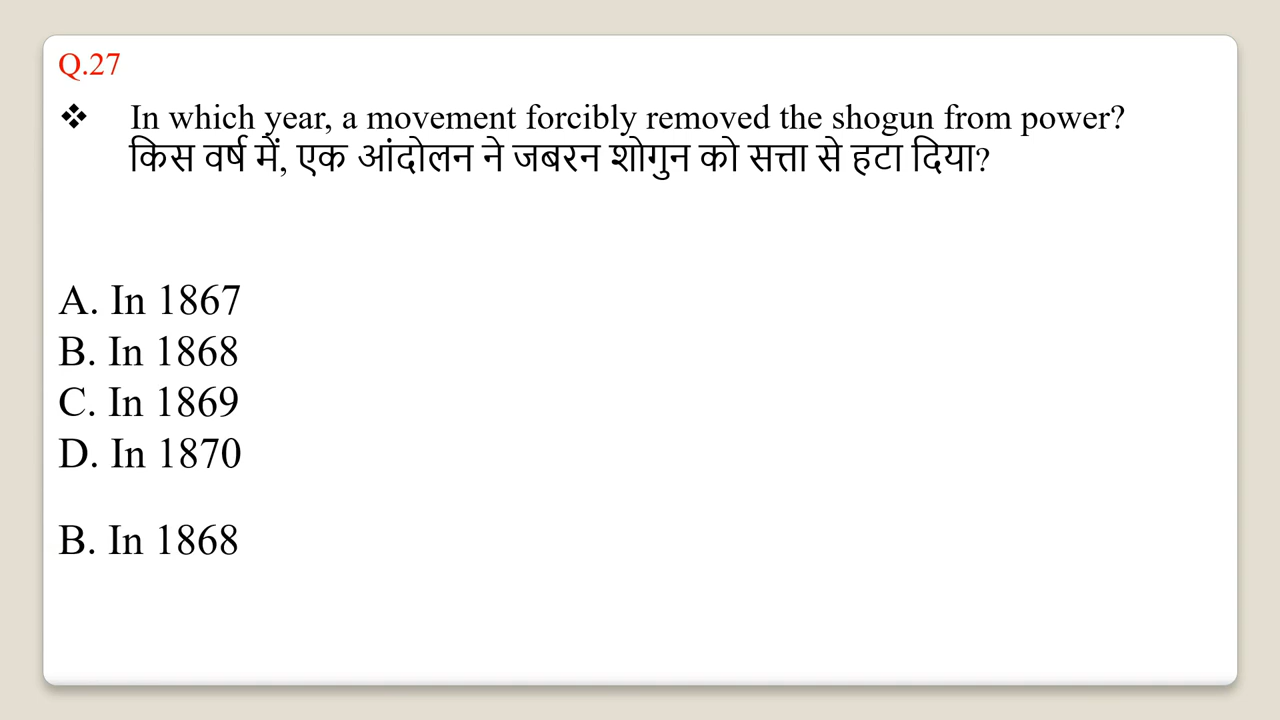 Q.27
❖ In which year, a movement forcibly removed the shogun from power?
किस वर्ष में, एक आंदोलन ने जबरन शोगुन को सत्ता से हटा दिया?
A. In 1867
B. In 1868
C. In 1869
D. In 1870
B. In 1868